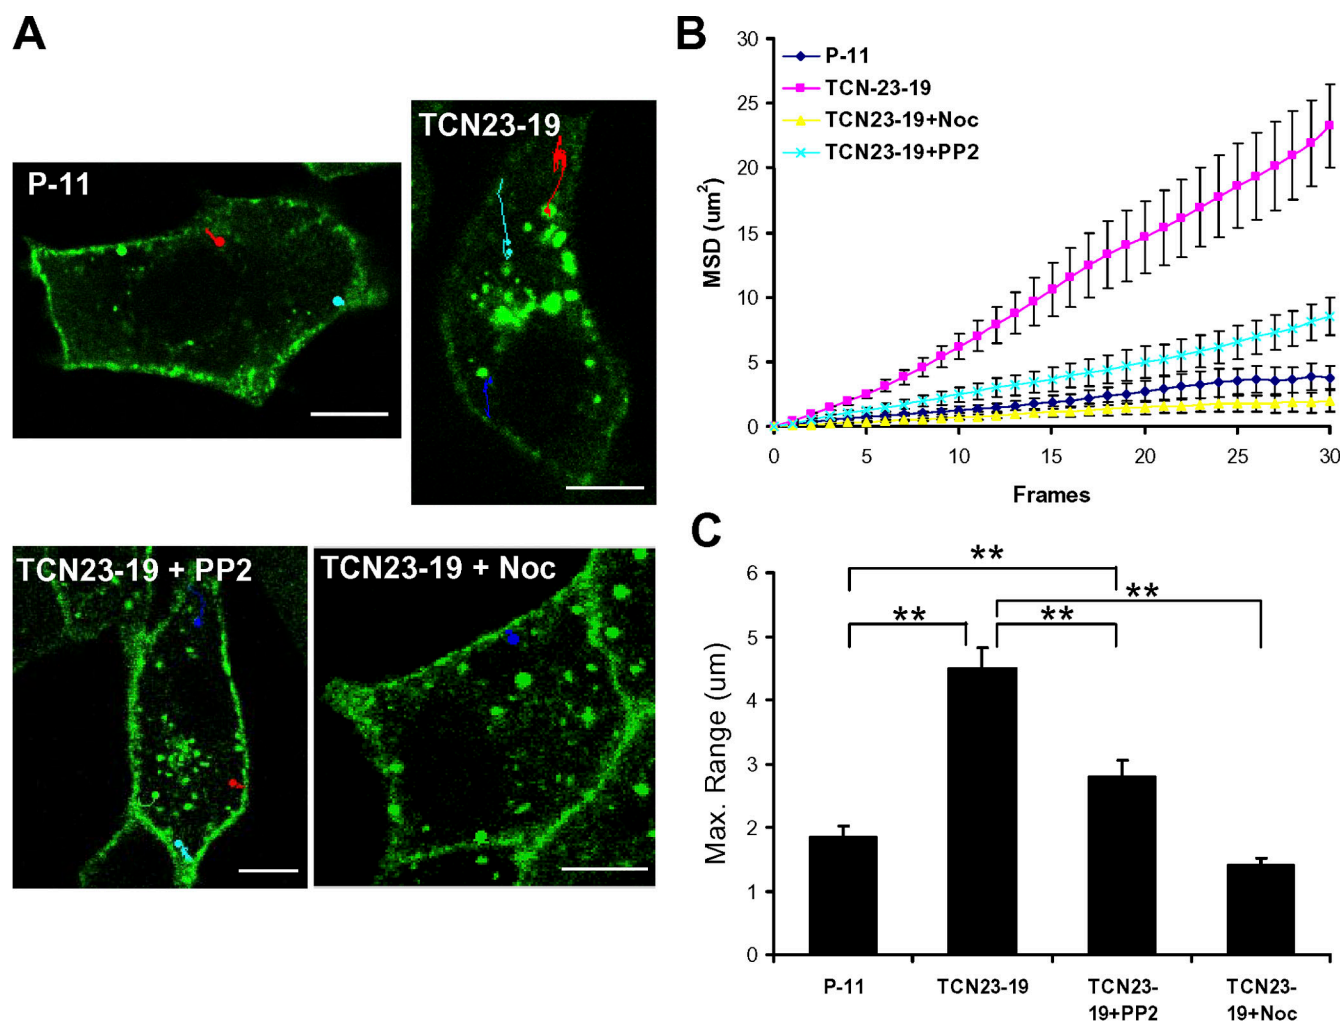 A
P-11
TCN23-19
TCN23-19 + PP2
TCN23-19 + Noc
B
P-11
TCN-23-19
TCN23-19+Noc
TCN23-19+PP2
MSD (um²)
30
25
20
15
10
5
0
0 5 10 15 20 25 30
Frames
C
Max. Range (um)
6
5
4
3
2
1
0
**
**
**
**
P-11 TCN23-19 TCN23-19+PP2 TCN23-19+Noc